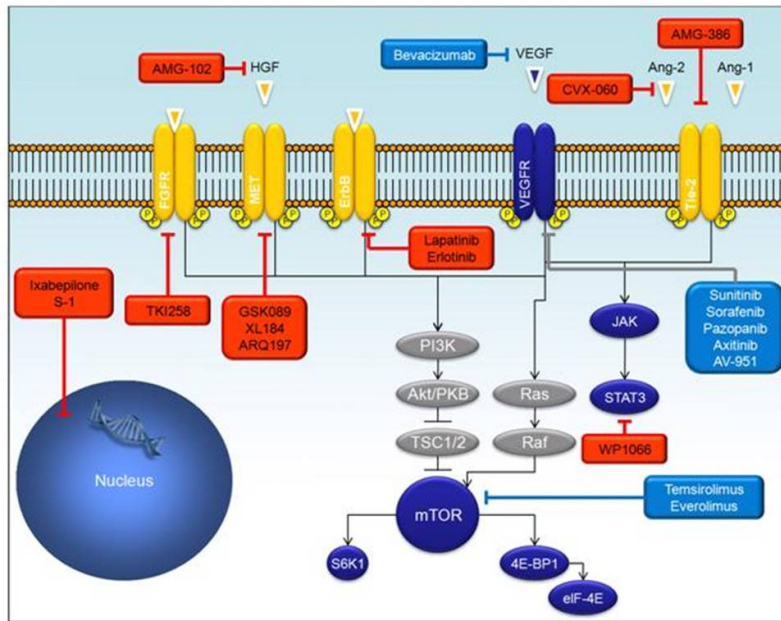 AMG-386
Bevacizumab
VEGF
AMG-102
HGF
Ang-2
Ang-1
CVX-060
FGFR
MET
ErbB
VEGFR
Tie-2
P P
P P
P P
P P
P P
P P
P P
P P
P P
P P
Lapatinib
Erlotinib
Ixabepilone
S-1
TKI258
GSK089
XL184
ARQ197
Sunitinib
Sorafenib
Pazopanib
Axitinib
AV-951
JAK
PI3K
Akt/PKB
Ras
STAT3
TSC1/2
Raf
WP1066
Nucleus
mTOR
Temsirolimus
Everolimus
S6K1
4E-BP1
eIF-4E